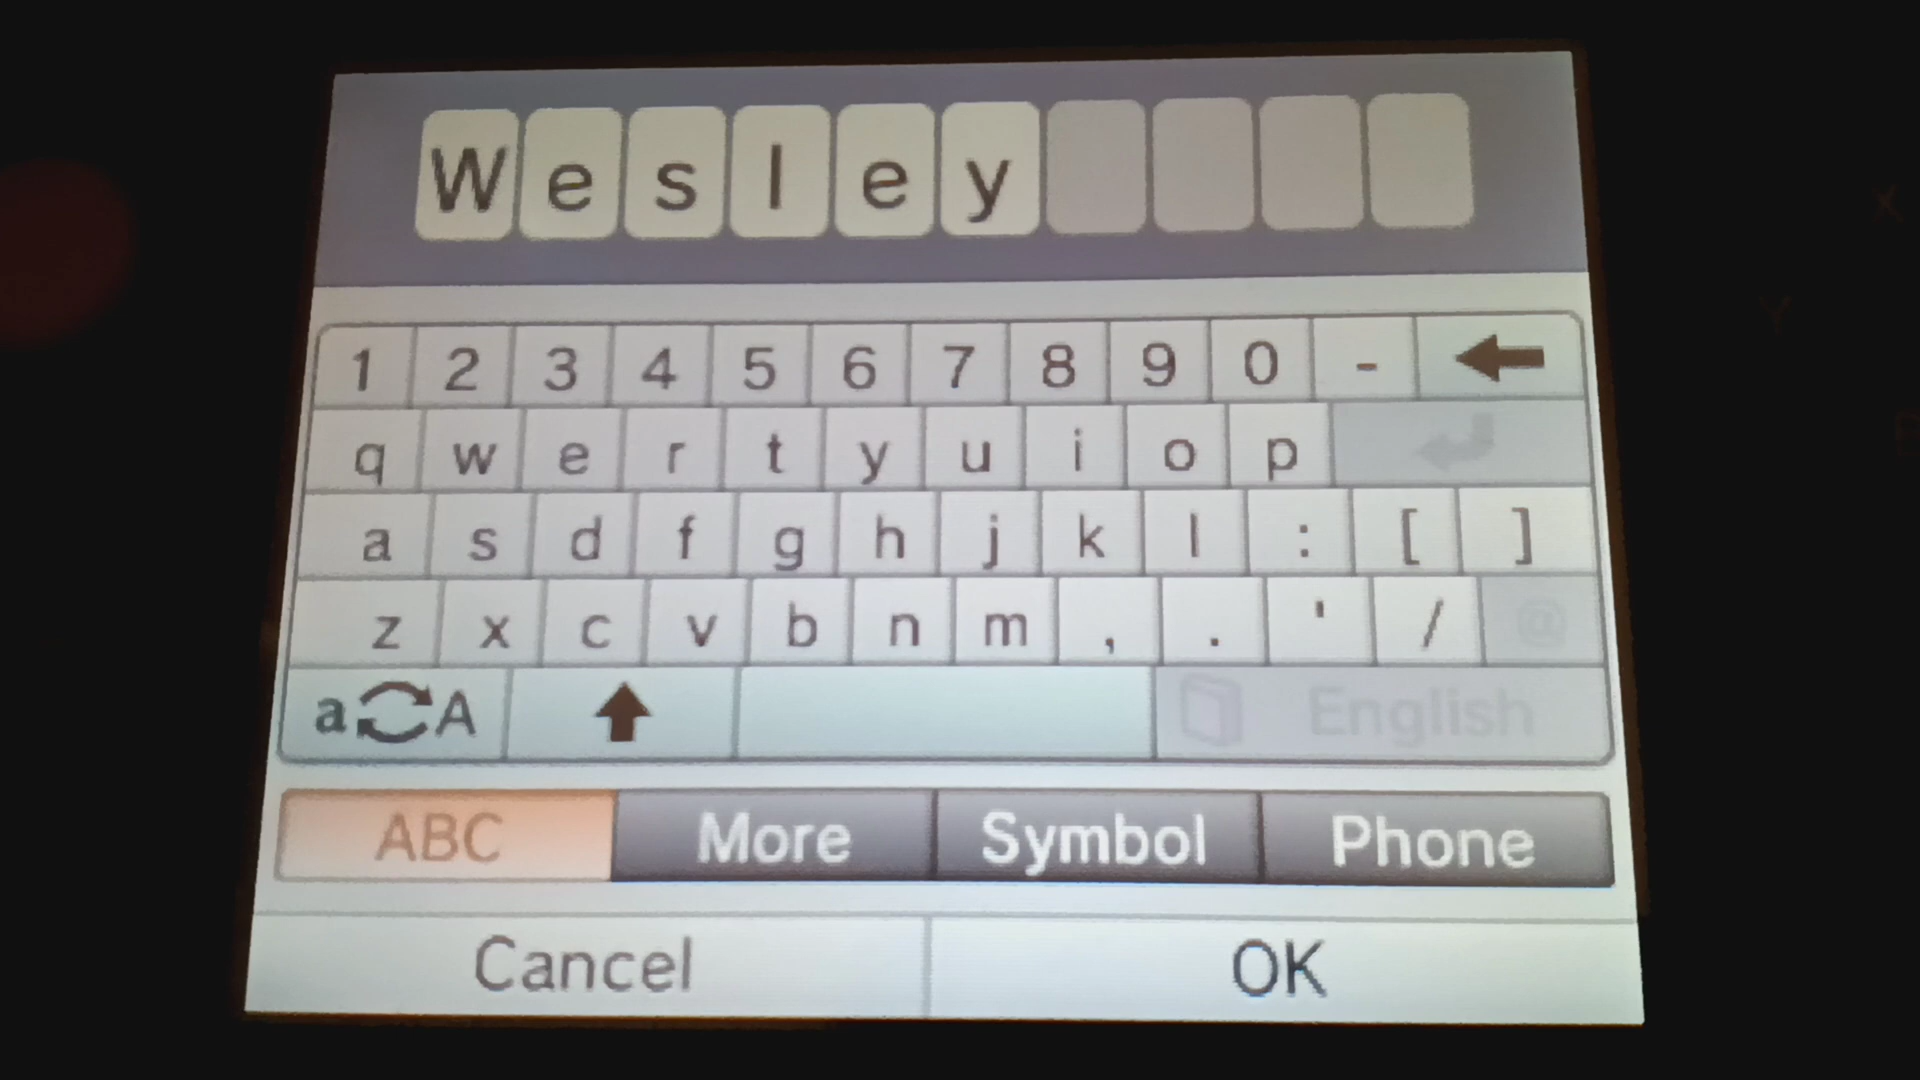 Wesley
1 2 3 4 5 6 7 8 9 0 -
q w e r t y u i o p
a s d f g h j k l : [ ]
z x c v b n m , . ' / @
a A English
ABC More Symbol Phone
Cancel OK
X
Y
B